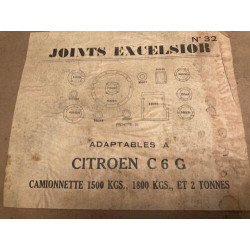 N° 32
JOINTS EXCELSIOR
ADAPTABLES A
CITROEN C 6 G
CAMIONNETTE 1500 KGS., 1800 KGS., ET 2 TONNES